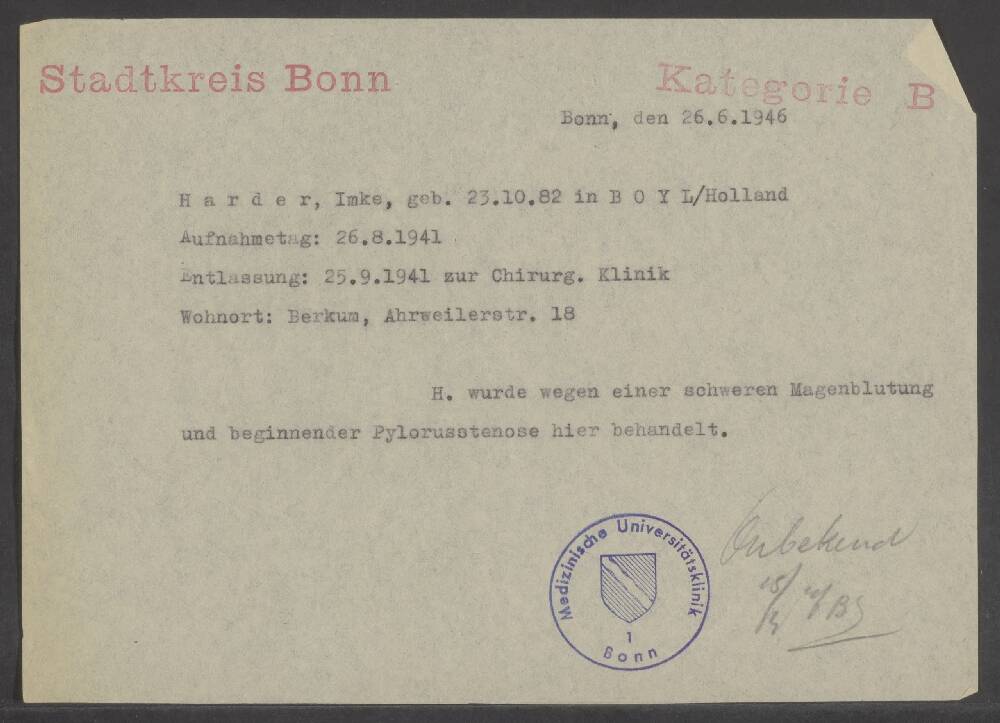 Stadtkreis Bonn
Kategorie B
Bonn, den 26.6.1946
H a r d e r, Imke, geb. 23.10.82 in B O Y L/Holland
Aufnahmetag: 26.8.1941
Entlassung: 25.9.1941 zur Chirurg. Klinik
Wohnort: Berkum, Ahrweilerstr. 18
H. wurde wegen einer schweren Magenblutung
und beginnender Pylorusstenose hier behandelt.
Medizinische Universitätsklinik
1
Bonn
Onbekend